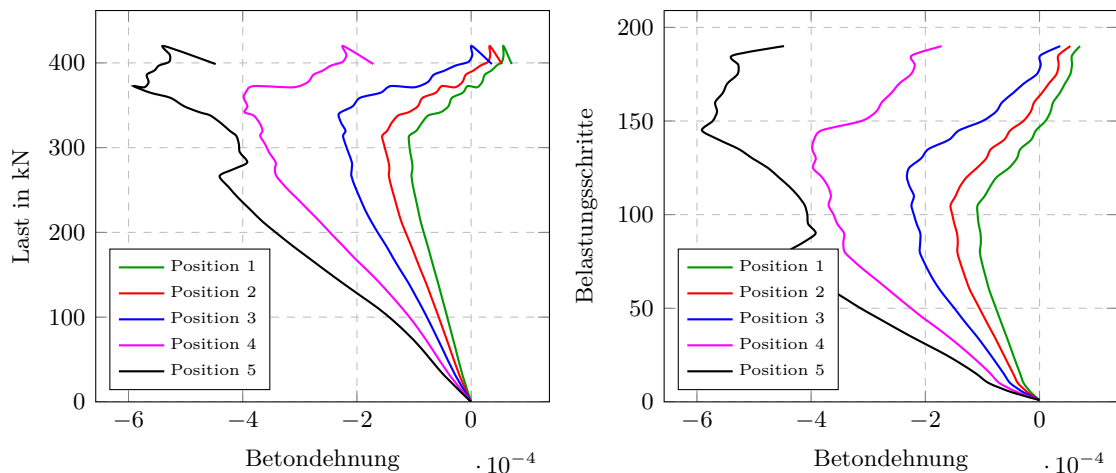 400
300
200
100
0
Last in kN
Position 1
Position 2
Position 3
Position 4
Position 5
−6
−4
−2
0
Betondehnung
· 10⁻⁴
200
150
100
50
0
Belastungsschritte
Position 1
Position 2
Position 3
Position 4
Position 5
−6
−4
−2
0
Betondehnung
· 10⁻⁴